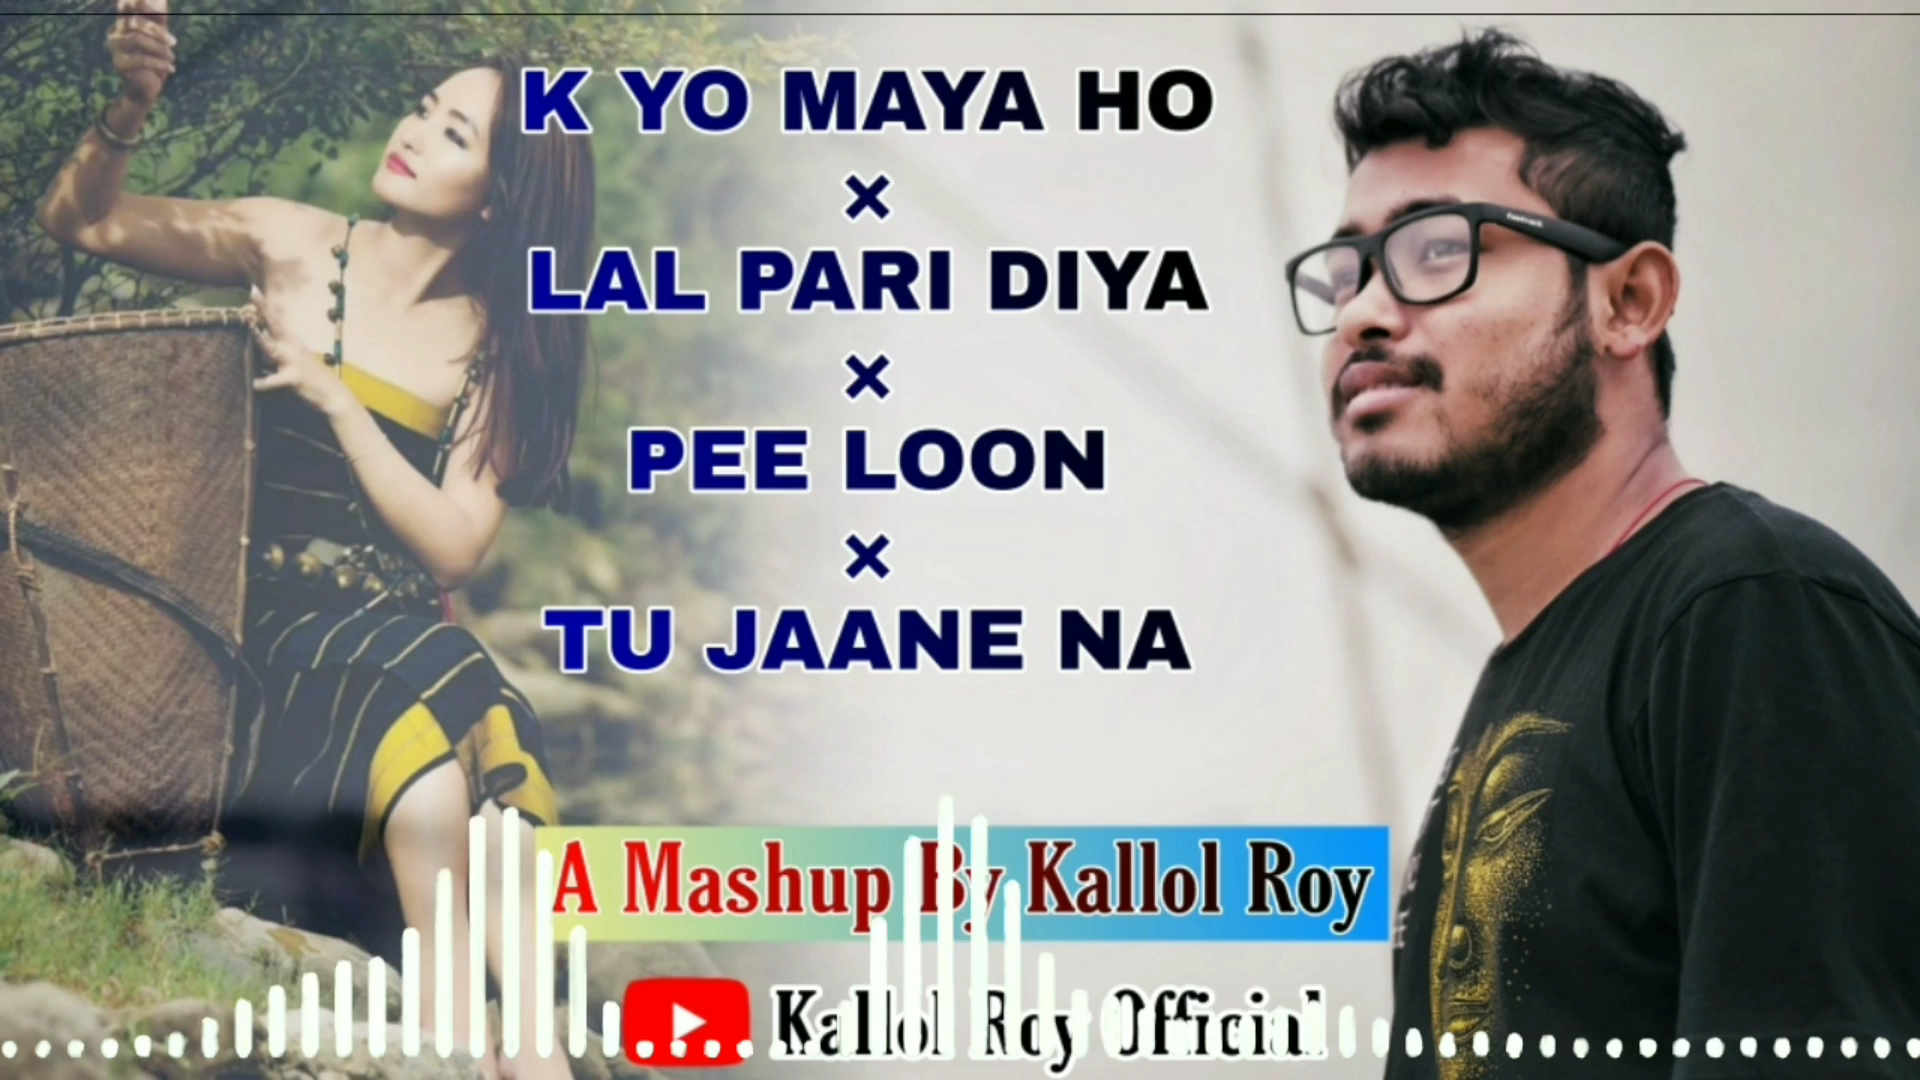 K YO MAYA HO
×
LAL PARI DIYA
×
PEE LOON
×
TU JAANE NA
A Mashup By Kallol Roy
Kallol Roy Official